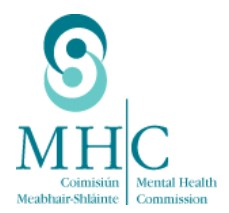 MHC
Coimisiún
Meabhair-Shláinte
Mental Health
Commission